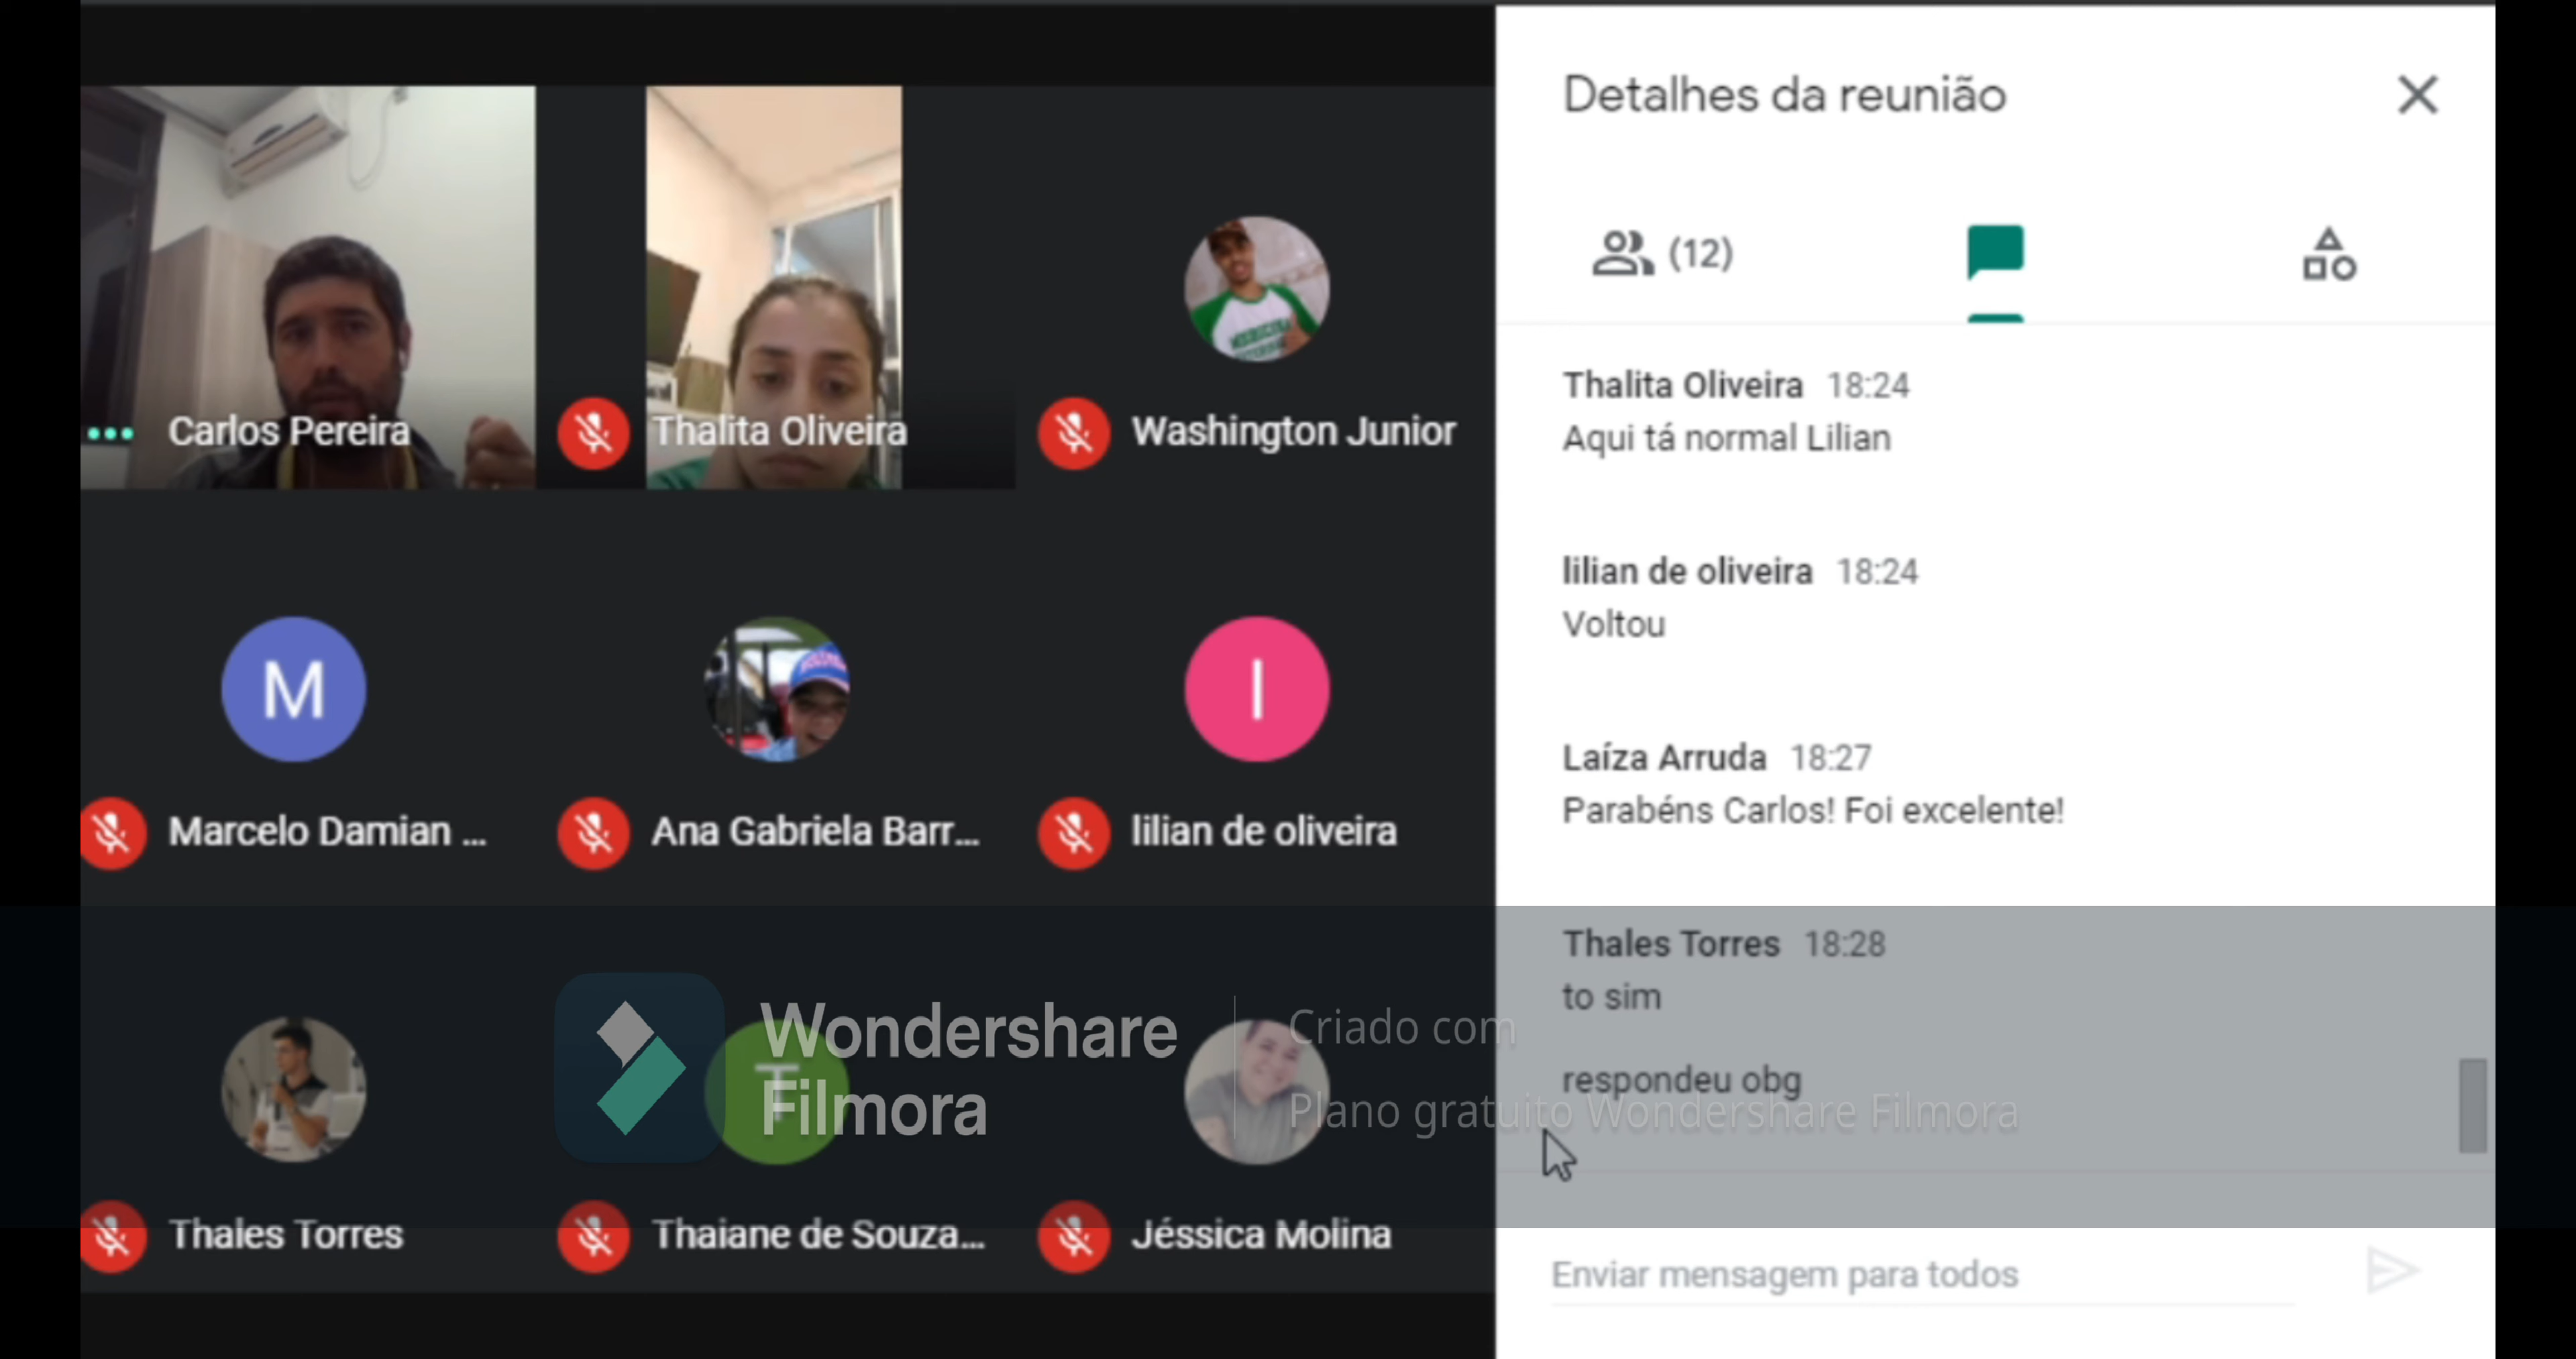 Carlos Pereira
Thalita Oliveira
Washington Junior
M
I
Marcelo Damian ...
Ana Gabriela Barr...
lilian de oliveira
T
Thales Torres
Thaiane de Souza...
Jéssica Molina
Wondershare
Filmora
Criado com
Plano gratuito Wondershare Filmora
Detalhes da reunião
(12)
Thalita Oliveira 18:24
Aqui tá normal Lilian
lilian de oliveira 18:24
Voltou
Laíza Arruda 18:27
Parabéns Carlos! Foi excelente!
Thales Torres 18:28
to sim
respondeu obg
Enviar mensagem para todos